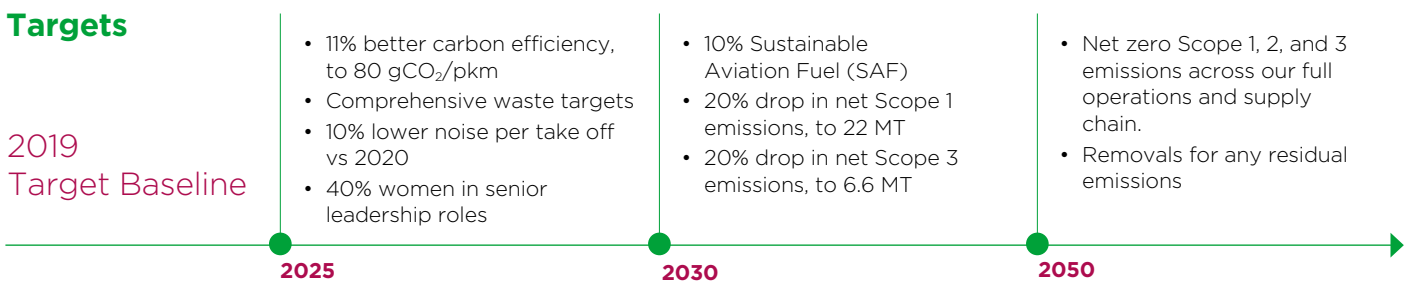 Targets
2019
Target Baseline
• 11% better carbon efficiency,
to 80 gCO₂/pkm
• Comprehensive waste targets
• 10% lower noise per take off
vs 2020
• 40% women in senior
leadership roles
2025
• 10% Sustainable
Aviation Fuel (SAF)
• 20% drop in net Scope 1
emissions, to 22 MT
• 20% drop in net Scope 3
emissions, to 6.6 MT
2030
• Net zero Scope 1, 2, and 3
emissions across our full
operations and supply
chain.
• Removals for any residual
emissions
2050